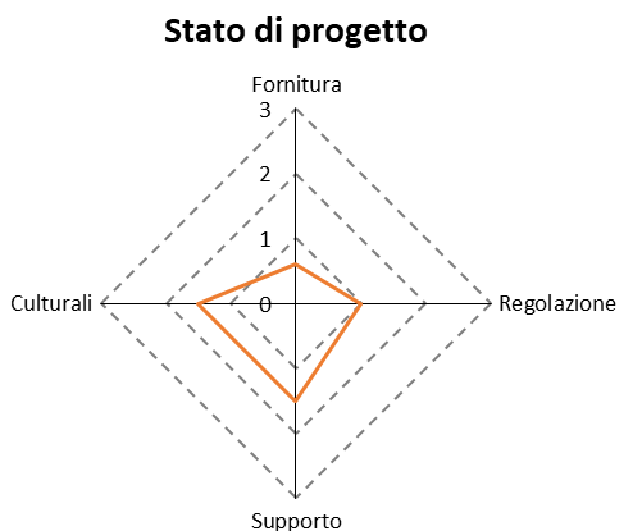 Stato di progetto
Fornitura
3
2
1
Culturali 0 Regolazione
Supporto